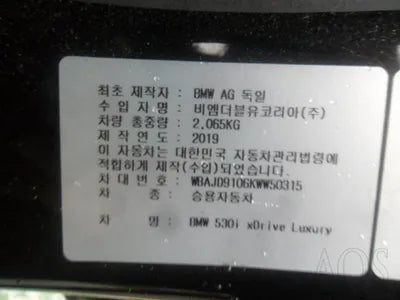 최초 제작자 : BMW AG 독일
수 입 자 명 : 비엠더블유코리아(주)
차량 총중량 : 2,065KG
제 작 연 도 : 2019
이 자동차는 대한민국 자동차관리법령에
적합하게 제작(수입)되었습니다.
차 대 번 호 : WBAJD9106KWW50315
차 종 : 승용자동차
차 명 : BMW 530i xDrive Luxury
AOS